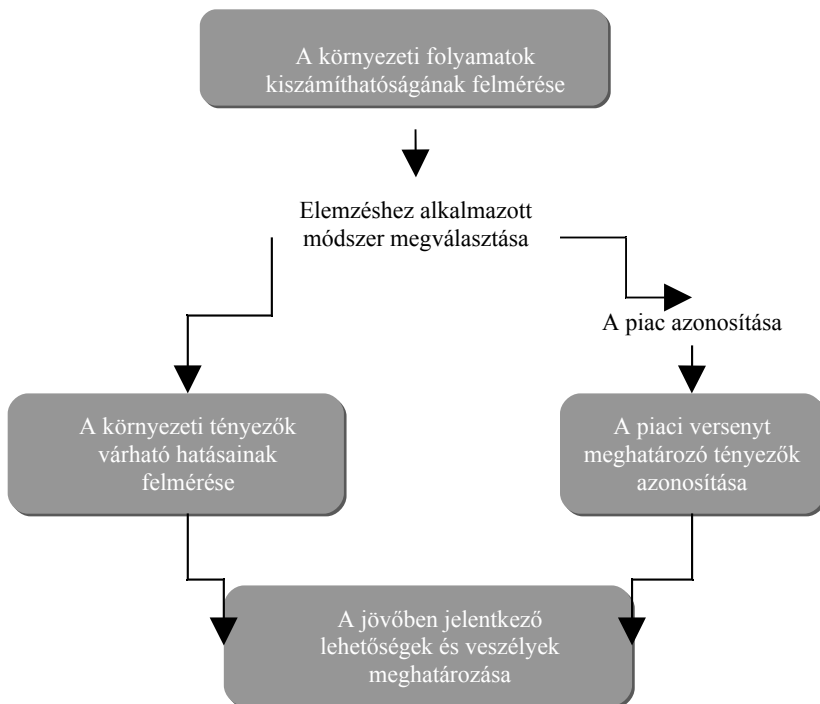 A környezeti folyamatok
kiszámíthatóságának felmérése
Elemzéshez alkalmazott
módszer megválasztása
A piac azonosítása
A környezeti tényezők
várható hatásainak
felmérése
A piaci versenyt
meghatározó tényezők
azonosítása
A jövőben jelentkező
lehetőségek és veszélyek
meghatározása